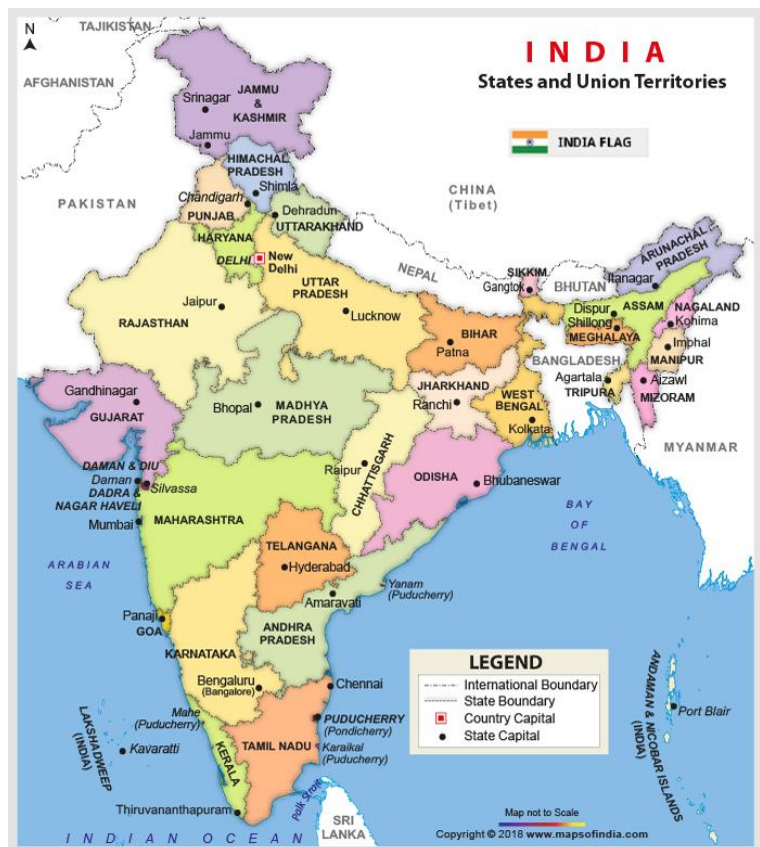 N
TAJIKISTAN
INDIA
States and Union Territories
AFGHANISTAN
JAMMU
&
KASHMIR
Srinagar
Jammu
INDIA FLAG
HIMACHAL
PRADESH
Shimla
CHINA
(Tibet)
PAKISTAN
Chandigarh
PUNJAB
Dehradun
UTTARAKHAND
HARYANA
DELHI
New
Delhi
NEPAL
UTTAR
PRADESH
Lucknow
SIKKIM
Gangtok
BHUTAN
ARUNACHAL
PRADESH
Itanagar
Jaipur
RAJASTHAN
BIHAR
Patna
Dispur
ASSAM
Shillong
MEGHALAYA
NAGALAND
Kohima
Imphal
MANIPUR
BANGLADESH
Agartala
TRIPURA
Aizawl
MIZORAM
Gandhinagar
GUJARAT
Bhopal
MADHYA
PRADESH
JHARKHAND
Ranchi
WEST
BENGAL
Kolkata
MYANMAR
CHHATTISGARH
Raipur
ODISHA
Bhubaneswar
DAMAN & DIU
Daman
Silvassa
DADRA &
NAGAR HAVELI
Mumbai
MAHARASHTRA
BAY
OF
BENGAL
ARABIAN
SEA
TELANGANA
Hyderabad
Yanam
(Puducherry)
Amaravati
Panaji
GOA
ANDHRA
PRADESH
KARNATAKA
Bengaluru
(Bangalore)
Chennai
LEGEND
International Boundary
State Boundary
Country Capital
State Capital
ANDAMAN & NICOBAR ISLANDS
(INDIA)
Port Blair
LAKSHADWEEP
(INDIA)
Kavaratti
Mahe
(Puducherry)
PUDUCHERRY
(Pondicherry)
Karaikal
(Puducherry)
TAMIL NADU
KERALA
Thiruvananthapuram
Palk Strait
SRI
LANKA
INDIAN OCEAN
Map not to Scale
Copyright © 2018 www.mapsofindia.com